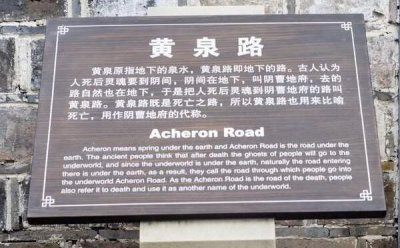 黄泉路
黄泉原指地下的泉水，黄泉路即地下的路。古人认为
人死后灵魂要到阴间，阴间在地下，叫阴曹地府，去的
路自然也在地下，于是把人死后灵魂到阴曹地府的路叫
黄泉路。黄泉路既是死亡之路，所以黄泉路也用来比喻
死亡，用作阴曹地府的代称。
Acheron Road
Acheron means spring under the earth and Acheron Road is the road under the
earth. The ancient people think that after death the ghosts of people will go to the
underworld, and since the underworld is under the earth, naturally the road entering
there is under the earth, as a result, they call the road through which people go into
the underworld Acheron Road. As the Acheron Road is the road of the death, people
also refer it to death and use it as another name of the underworld.